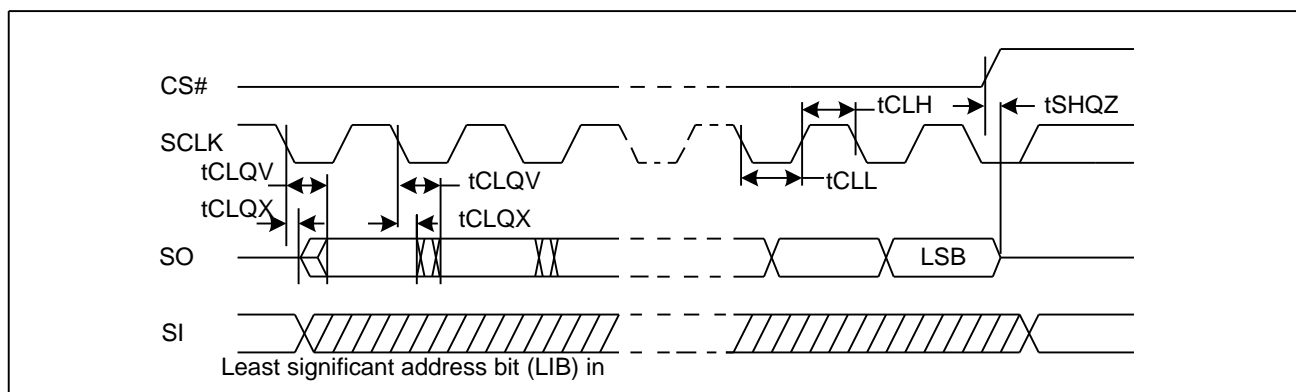 CS#
tCLH
tSHQZ
SCLK
tCLQV
tCLQV
tCLL
tCLQX
tCLQX
SO
LSB
SI
Least significant address bit (LIB) in